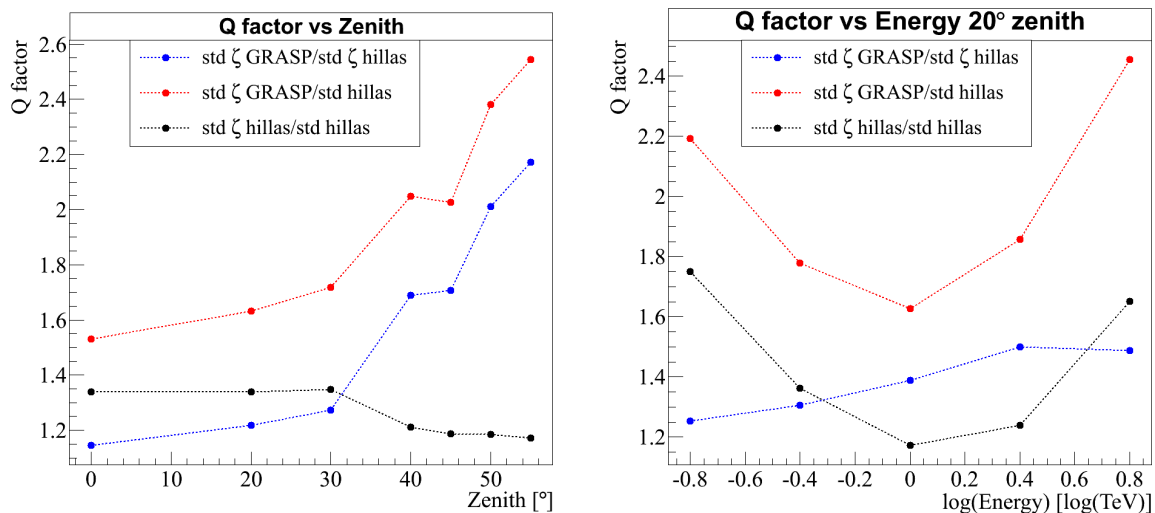 Q factor vs Zenith
Q factor
std ζ GRASP/std ζ hillas
std ζ GRASP/std hillas
std ζ hillas/std hillas
2.6
2.4
2.2
2
1.8
1.6
1.4
1.2
0 10 20 30 40 50
Zenith [°]
Q factor vs Energy 20° zenith
Q factor
std ζ GRASP/std ζ hillas
std ζ GRASP/std hillas
std ζ hillas/std hillas
2.4
2.2
2
1.8
1.6
1.4
1.2
-0.8 -0.6 -0.4 -0.2 0 0.2 0.4 0.6 0.8
log(Energy) [log(TeV)]